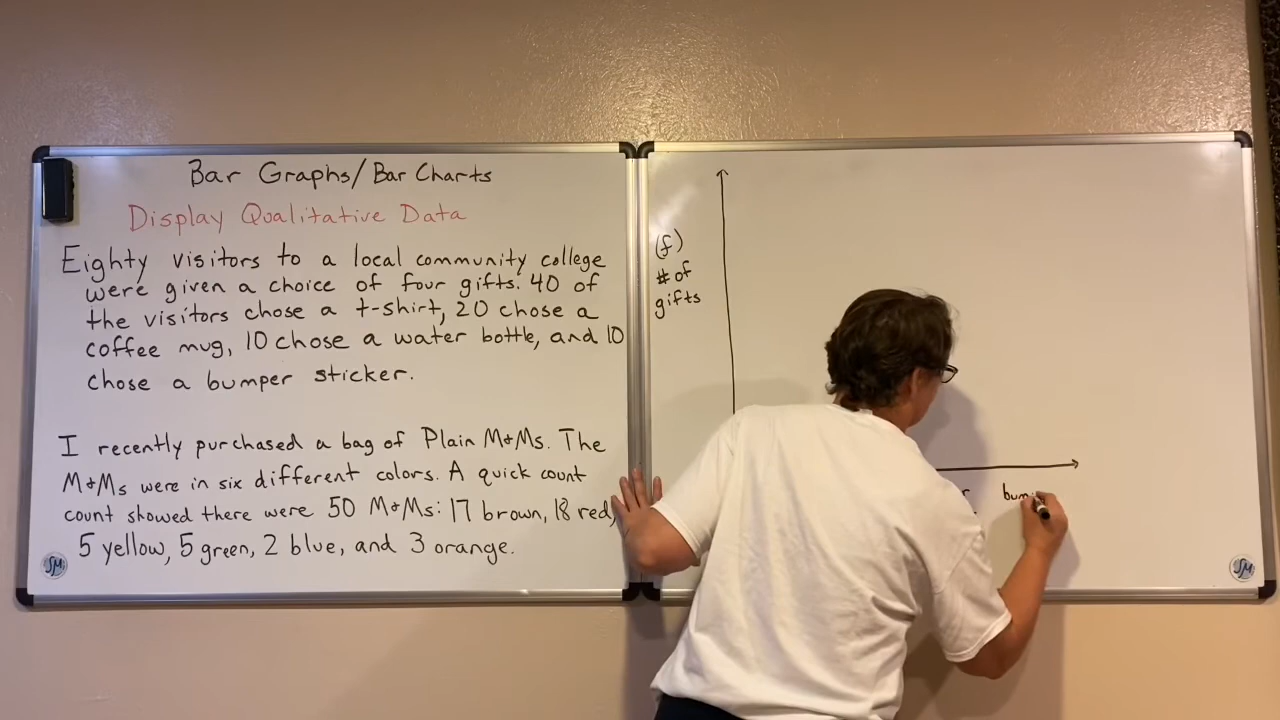 Bar Graphs/Bar Charts
Display Qualitative Data
Eighty visitors to a local community college
were given a choice of four gifts: 40 of
the visitors chose a t-shirt, 20 chose a
coffee mug, 10 chose a water bottle, and 10
chose a bumper sticker.
I recently purchased a bag of Plain M&Ms. The
M&Ms were in six different colors. A quick count
count showed there were 50 M&Ms: 17 brown, 18 red,
5 yellow, 5 green, 2 blue, and 3 orange.
SM
(f)
# of
gifts
SM